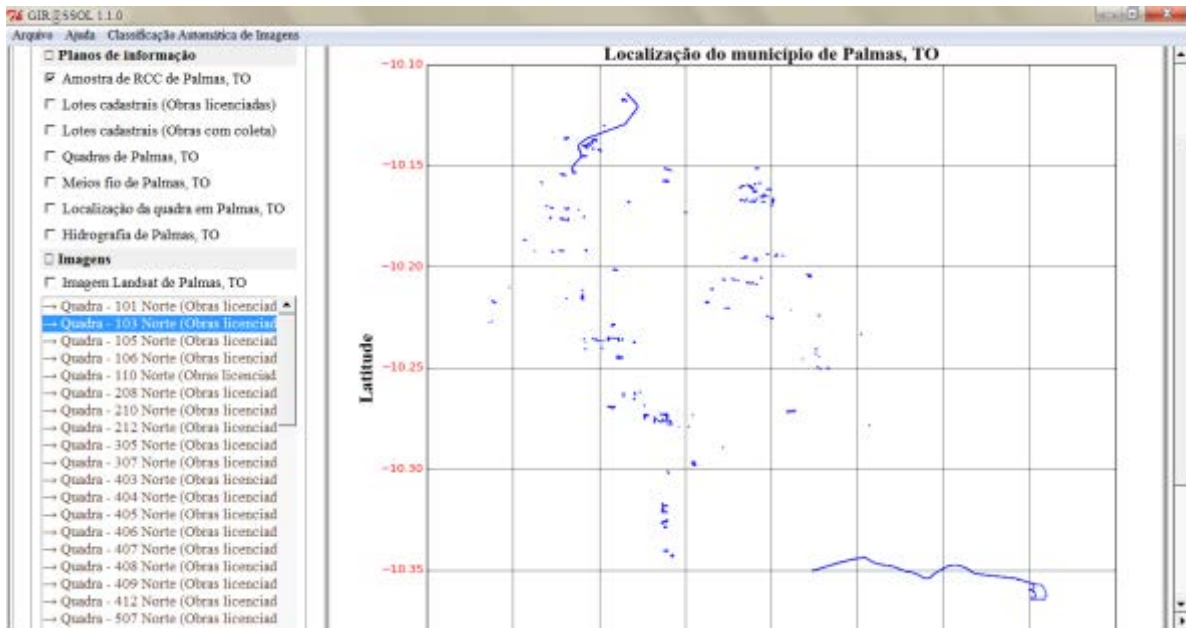 GIR@SSOL 1.1.0
Arquivo Ajuda Classificação Automática de Imagens
Planos de informação
Amostra de RCC de Palmas, TO
Lotes cadastrais (Obras licenciadas)
Lotes cadastrais (Obras com coleta)
Quadras de Palmas, TO
Meios fio de Palmas, TO
Localização da quadra em Palmas, TO
Hidrografia de Palmas, TO
Imagens
Imagem Landsat de Palmas, TO
→ Quadra - 101 Norte (Obras licenciad
→ Quadra - 103 Norte (Obras licenciad
→ Quadra - 105 Norte (Obras licenciad
→ Quadra - 106 Norte (Obras licenciad
→ Quadra - 110 Norte (Obras licenciad
→ Quadra - 208 Norte (Obras licenciad
→ Quadra - 210 Norte (Obras licenciad
→ Quadra - 212 Norte (Obras licenciad
→ Quadra - 305 Norte (Obras licenciad
→ Quadra - 307 Norte (Obras licenciad
→ Quadra - 403 Norte (Obras licenciad
→ Quadra - 404 Norte (Obras licenciad
→ Quadra - 405 Norte (Obras licenciad
→ Quadra - 406 Norte (Obras licenciad
→ Quadra - 407 Norte (Obras licenciad
→ Quadra - 408 Norte (Obras licenciad
→ Quadra - 409 Norte (Obras licenciad
→ Quadra - 412 Norte (Obras licenciad
→ Quadra - 507 Norte (Obras licenciad
Localização do município de Palmas, TO
−10.10
−10.15
−10.20
−10.25
−10.30
−10.35
Latitude